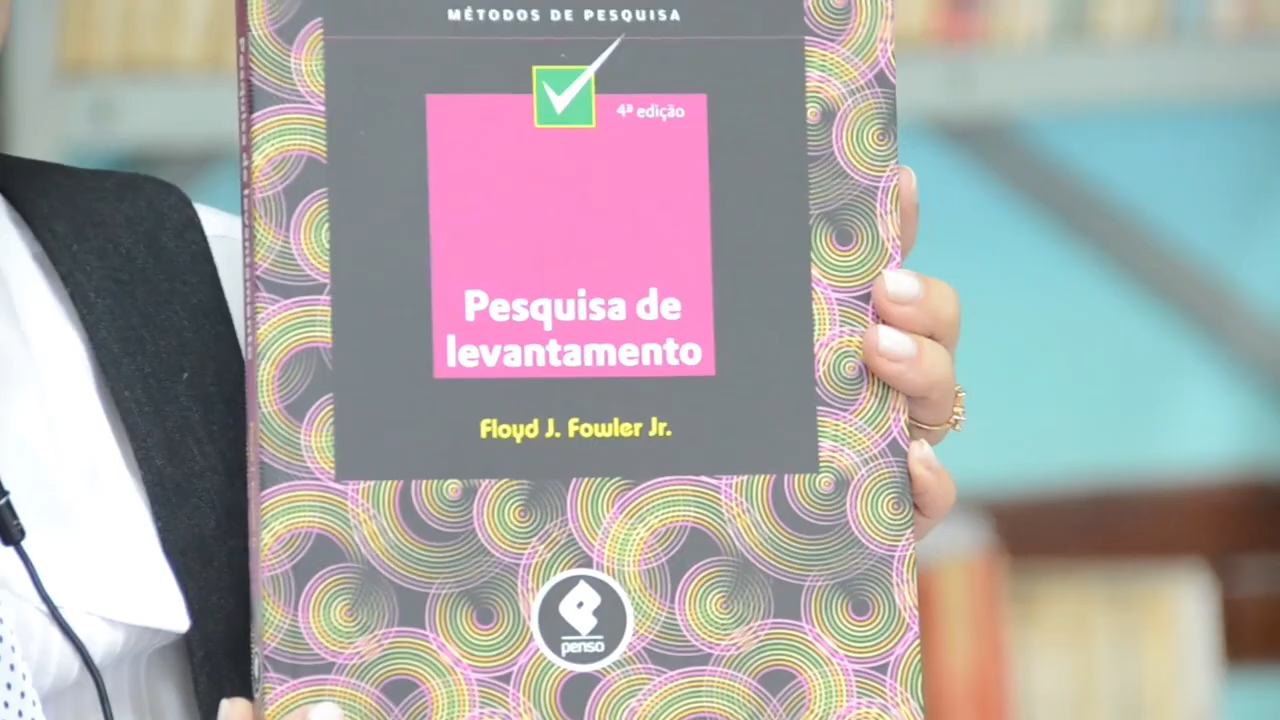 MÉTODOS DE PESQUISA
4ª edição
Pesquisa de
levantamento
Floyd J. Fowler Jr.
penso